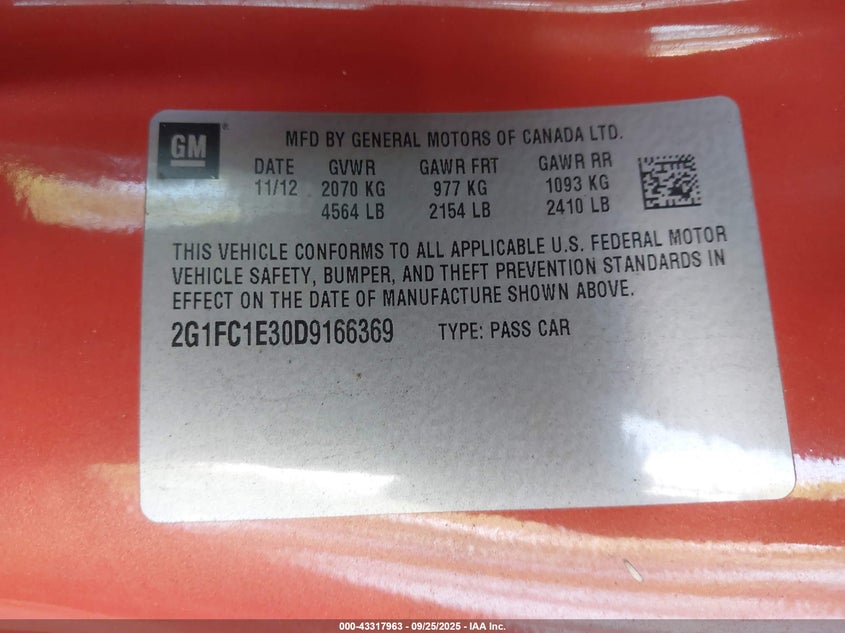 GM
MFD BY GENERAL MOTORS OF CANADA LTD.
DATE GVWR GAWR FRT GAWR RR
11/12 2070 KG 977 KG 1093 KG
4564 LB 2154 LB 2410 LB
THIS VEHICLE CONFORMS TO ALL APPLICABLE U.S. FEDERAL MOTOR
VEHICLE SAFETY, BUMPER, AND THEFT PREVENTION STANDARDS IN
EFFECT ON THE DATE OF MANUFACTURE SHOWN ABOVE.
2G1FC1E30D9166369 TYPE: PASS CAR
000-43317963 - 09/25/2025 - IAA Inc.